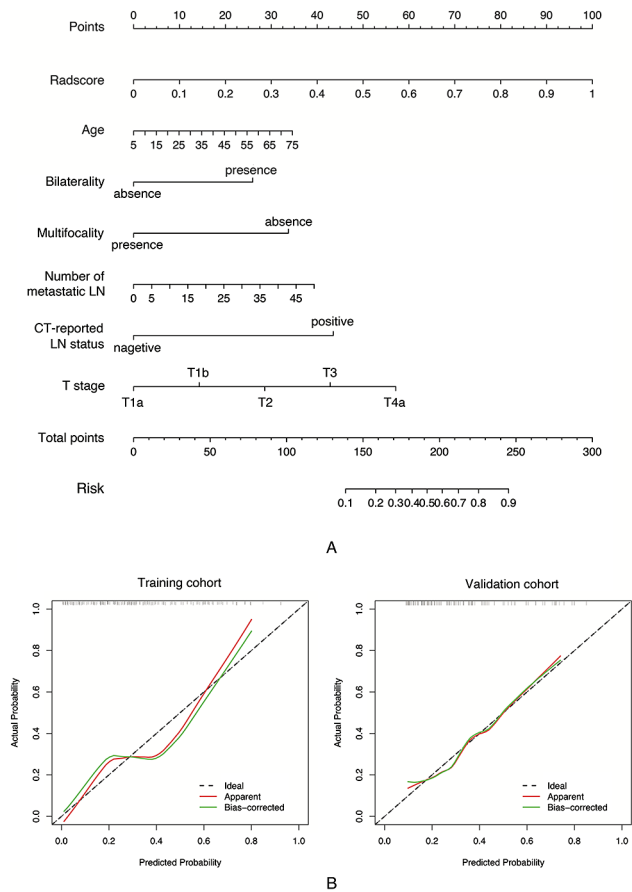 Points
0 10 20 30 40 50 60 70 80 90 100
Radscore
0 0.1 0.2 0.3 0.4 0.5 0.6 0.7 0.8 0.9 1
Age
5 15 25 35 45 55 65 75
Bilaterality
presence
absence
Multifocality
absence
presence
Number of
metastatic LN
0 5 15 25 35 45
CT-reported
LN status
positive
nagetive
T stage
T1b T3
T1a T2 T4a
Total points
0 50 100 150 200 250 300
Risk
0.1 0.2 0.30.40.50.60.7 0.8 0.9
A
Training cohort
Actual Probability
1.0
0.8
0.6
0.4
0.2
0.0
Ideal
Apparent
Bias-corrected
0.0 0.2 0.4 0.6 0.8 1.0
Predicted Probability
Validation cohort
Actual Probability
1.0
0.8
0.6
0.4
0.2
0.0
Ideal
Apparent
Bias-corrected
0.0 0.2 0.4 0.6 0.8 1.0
Predicted Probability
B